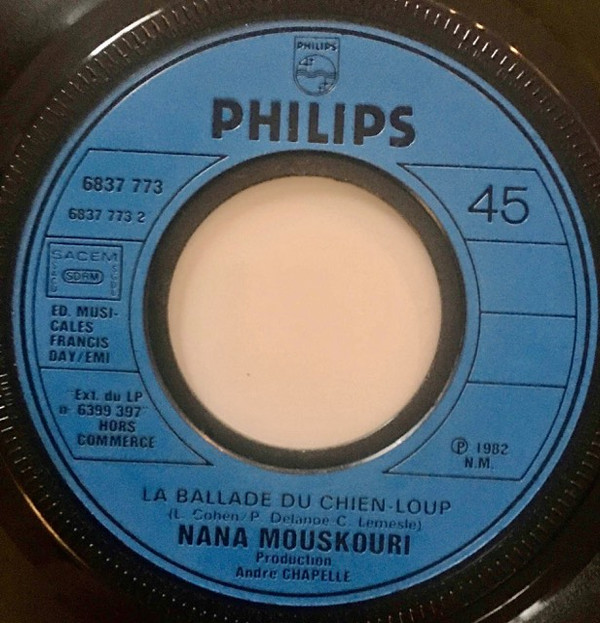 PHILIPS
PHILIPS
6837 773
6837 773 2
45
SACEM
SDRM
ED. MUSI-
CALES
FRANCIS
DAY/EMI
Ext. du LP
n° 6399 397
HORS
COMMERCE
℗ 1982
N.M.
LA BALLADE DU CHIEN-LOUP
(L. Cohen/P. Delanoe-C. Lemesle)
NANA MOUSKOURI
Production
André CHAPELLE